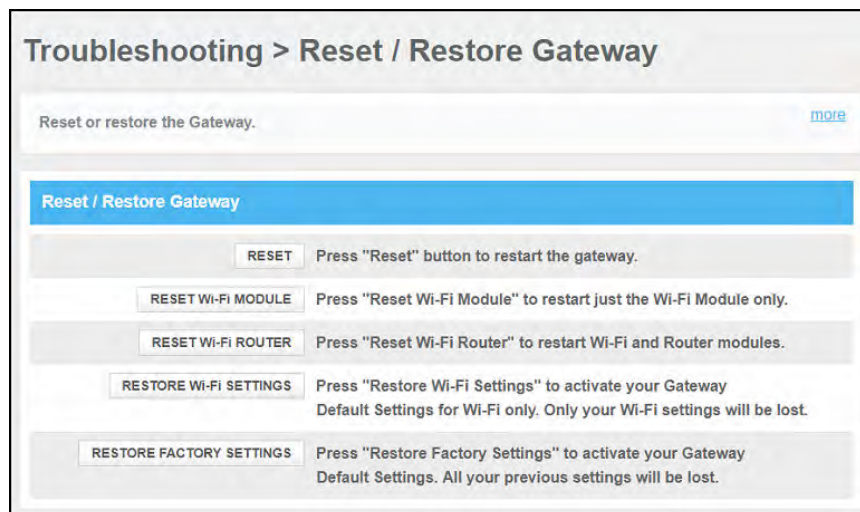 Troubleshooting > Reset / Restore Gateway
Reset or restore the Gateway.
more
Reset / Restore Gateway
RESET Press "Reset" button to restart the gateway.
RESET Wi-Fi MODULE Press "Reset Wi-Fi Module" to restart just the Wi-Fi Module only.
RESET Wi-Fi ROUTER Press "Reset Wi-Fi Router" to restart Wi-Fi and Router modules.
RESTORE Wi-Fi SETTINGS Press "Restore Wi-Fi Settings" to activate your Gateway
Default Settings for Wi-Fi only. Only your Wi-Fi settings will be lost.
RESTORE FACTORY SETTINGS Press "Restore Factory Settings" to activate your Gateway
Default Settings. All your previous settings will be lost.